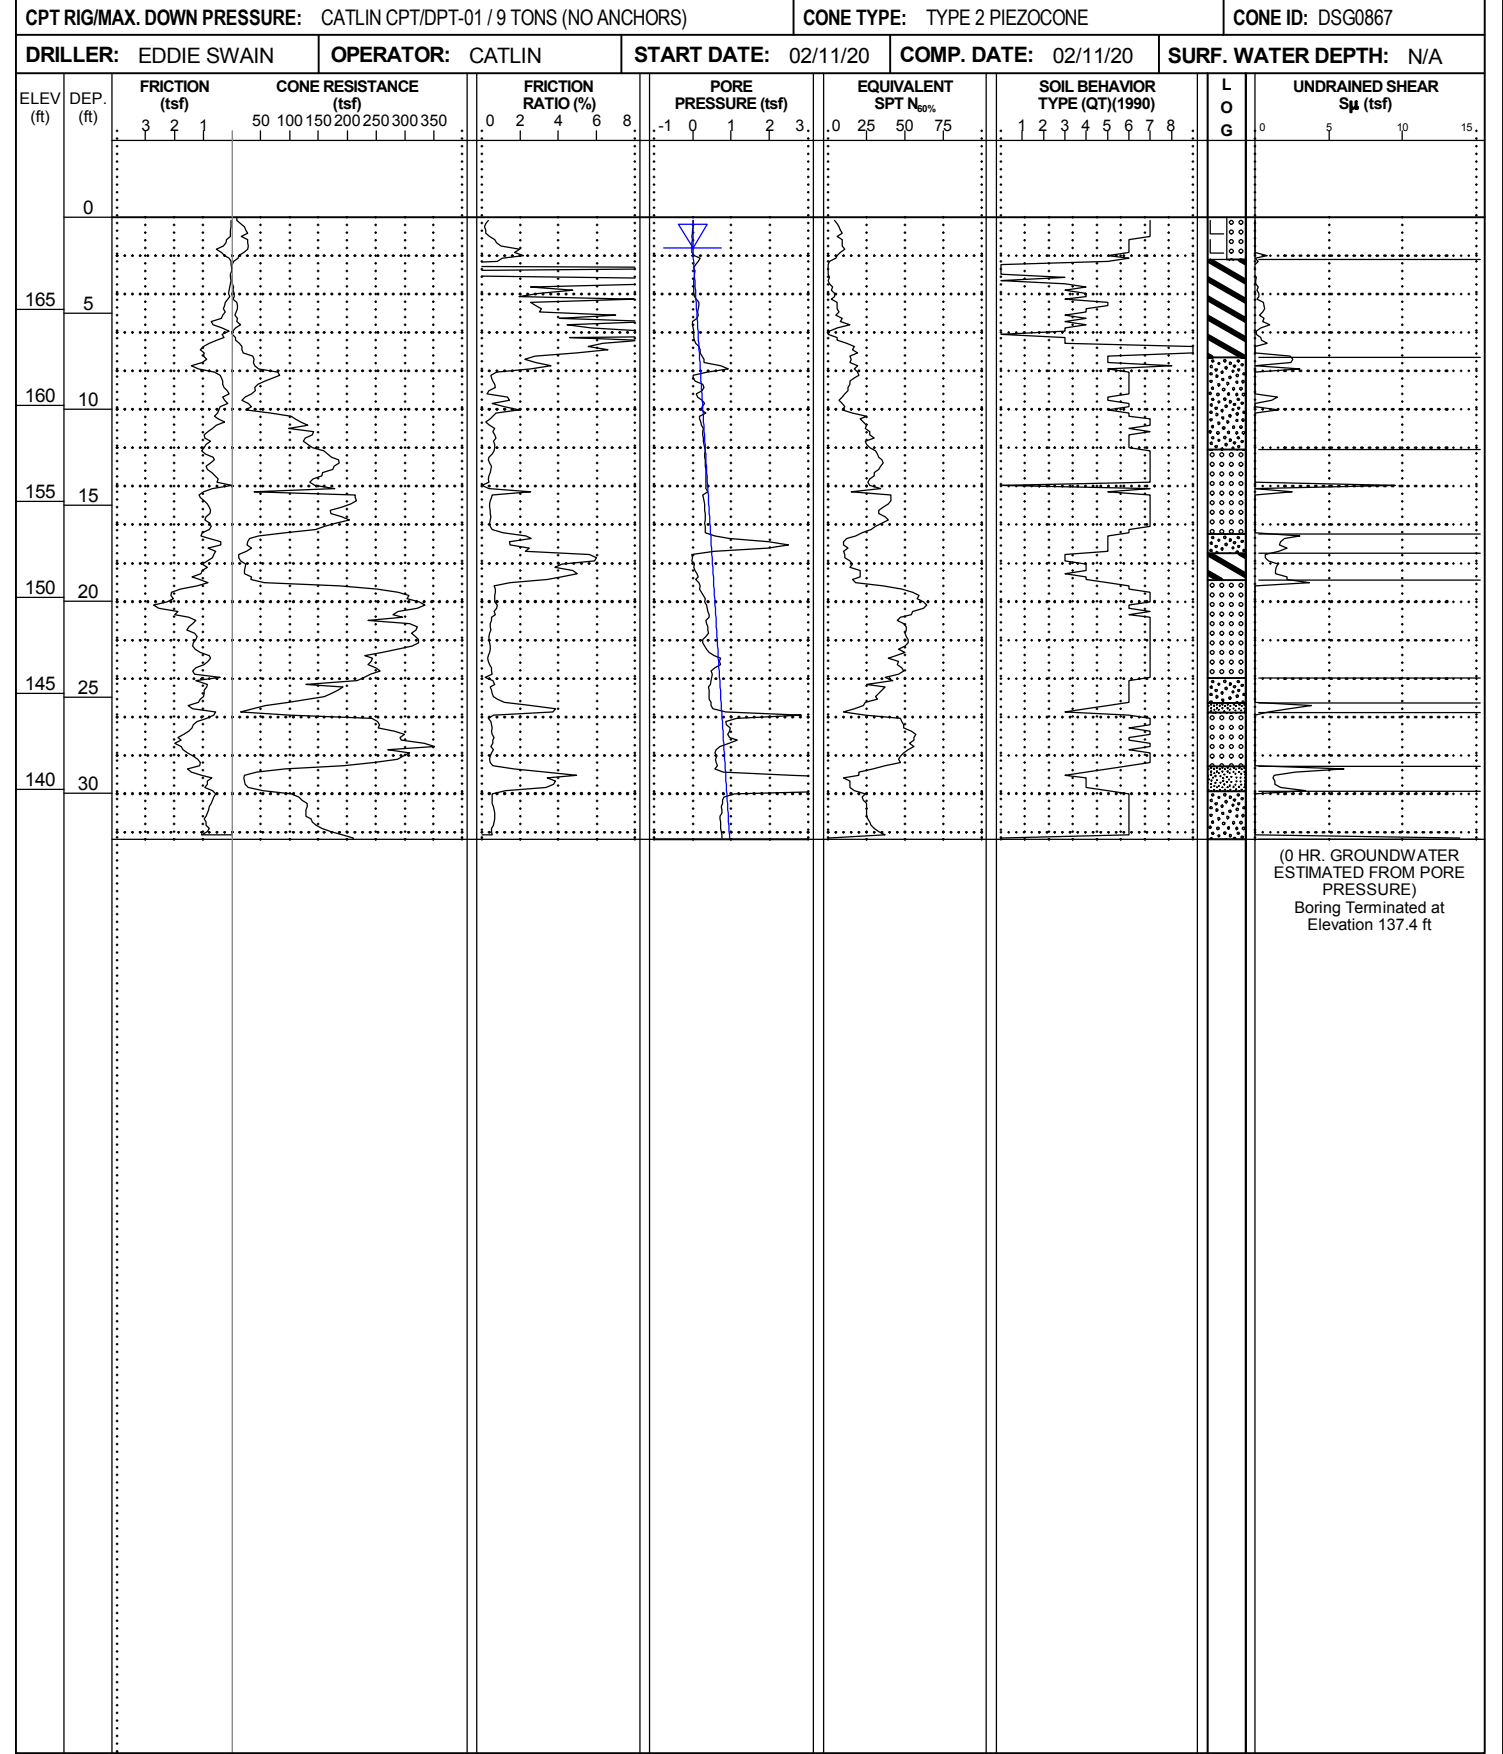 CPT RIG/MAX. DOWN PRESSURE: CATLIN CPT/DPT-01 / 9 TONS (NO ANCHORS) CONE TYPE: TYPE 2 PIEZOCONE CONE ID: DSG0867
DRILLER: EDDIE SWAIN OPERATOR: CATLIN START DATE: 02/11/20 COMP. DATE: 02/11/20 SURF. WATER DEPTH: N/A
ELEV (ft)
DEP. (ft)
FRICTION (tsf)
3 2 1
CONE RESISTANCE (tsf)
50 100 150 200 250 300 350
FRICTION RATIO (%)
0 2 4 6 8
PORE PRESSURE (tsf)
-1 0 1 2 3
EQUIVALENT SPT N60%
0 25 50 75
SOIL BEHAVIOR TYPE (QT)(1990)
1 2 3 4 5 6 7 8
L
O
G
UNDRAINED SHEAR Sµ (tsf)
0 5 10 15
0
165 5
160 10
155 15
150 20
145 25
140 30
(0 HR. GROUNDWATER
ESTIMATED FROM PORE
PRESSURE)
Boring Terminated at
Elevation 137.4 ft